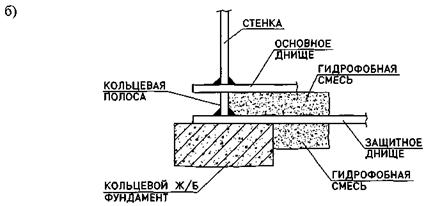 б)
СТЕНКА
ОСНОВНОЕ
ДНИЩЕ
ГИДРОФОБНАЯ
СМЕСЬ
КОЛЬЦЕВАЯ
ПОЛОСА
ЗАЩИТНОЕ
ДНИЩЕ
КОЛЬЦЕВОЙ Ж/Б
ФУНДАМЕНТ
ГИДРОФОБНАЯ
СМЕСЬ